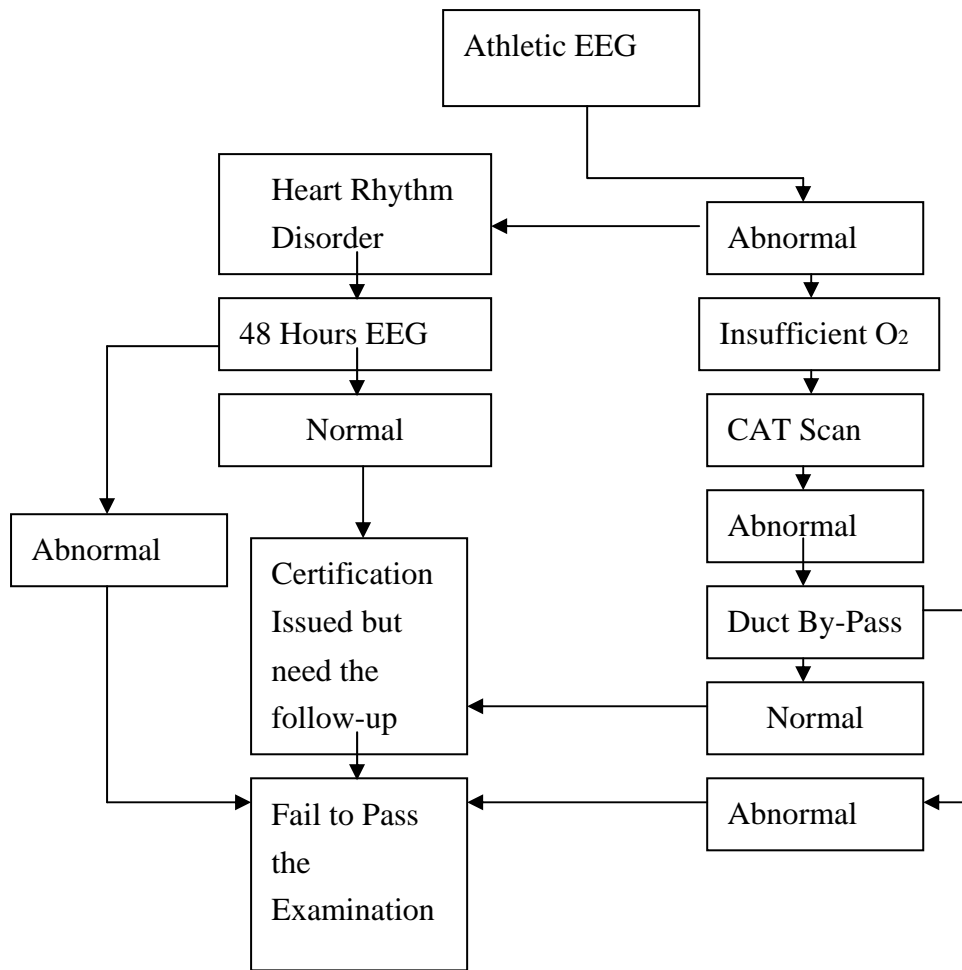 Athletic EEG
Heart Rhythm
Disorder
Abnormal
48 Hours EEG
Insufficient O2
Normal
CAT Scan
Abnormal
Abnormal
Certification
Issued but
need the
follow-up
Duct By-Pass
Normal
Fail to Pass
the
Examination
Abnormal